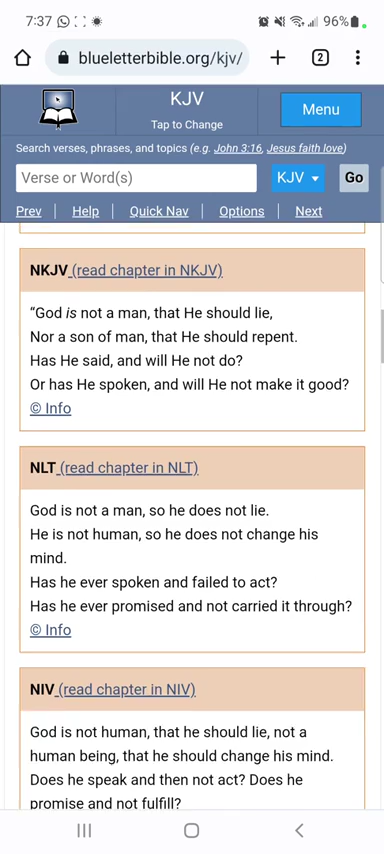 7:37 96%
blueletterbible.org/kjv/ 2
KJV
Tap to Change
Menu
Search verses, phrases, and topics (e.g. John 3:16, Jesus faith love)
Verse or Word(s) KJV Go
Prev | Help | Quick Nav | Options | Next
NKJV (read chapter in NKJV)
“God is not a man, that He should lie,
Nor a son of man, that He should repent.
Has He said, and will He not do?
Or has He spoken, and will He not make it good?
© Info
NLT (read chapter in NLT)
God is not a man, so he does not lie.
He is not human, so he does not change his
mind.
Has he ever spoken and failed to act?
Has he ever promised and not carried it through?
© Info
NIV (read chapter in NIV)
God is not human, that he should lie, not a
human being, that he should change his mind.
Does he speak and then not act? Does he
promise and not fulfill?